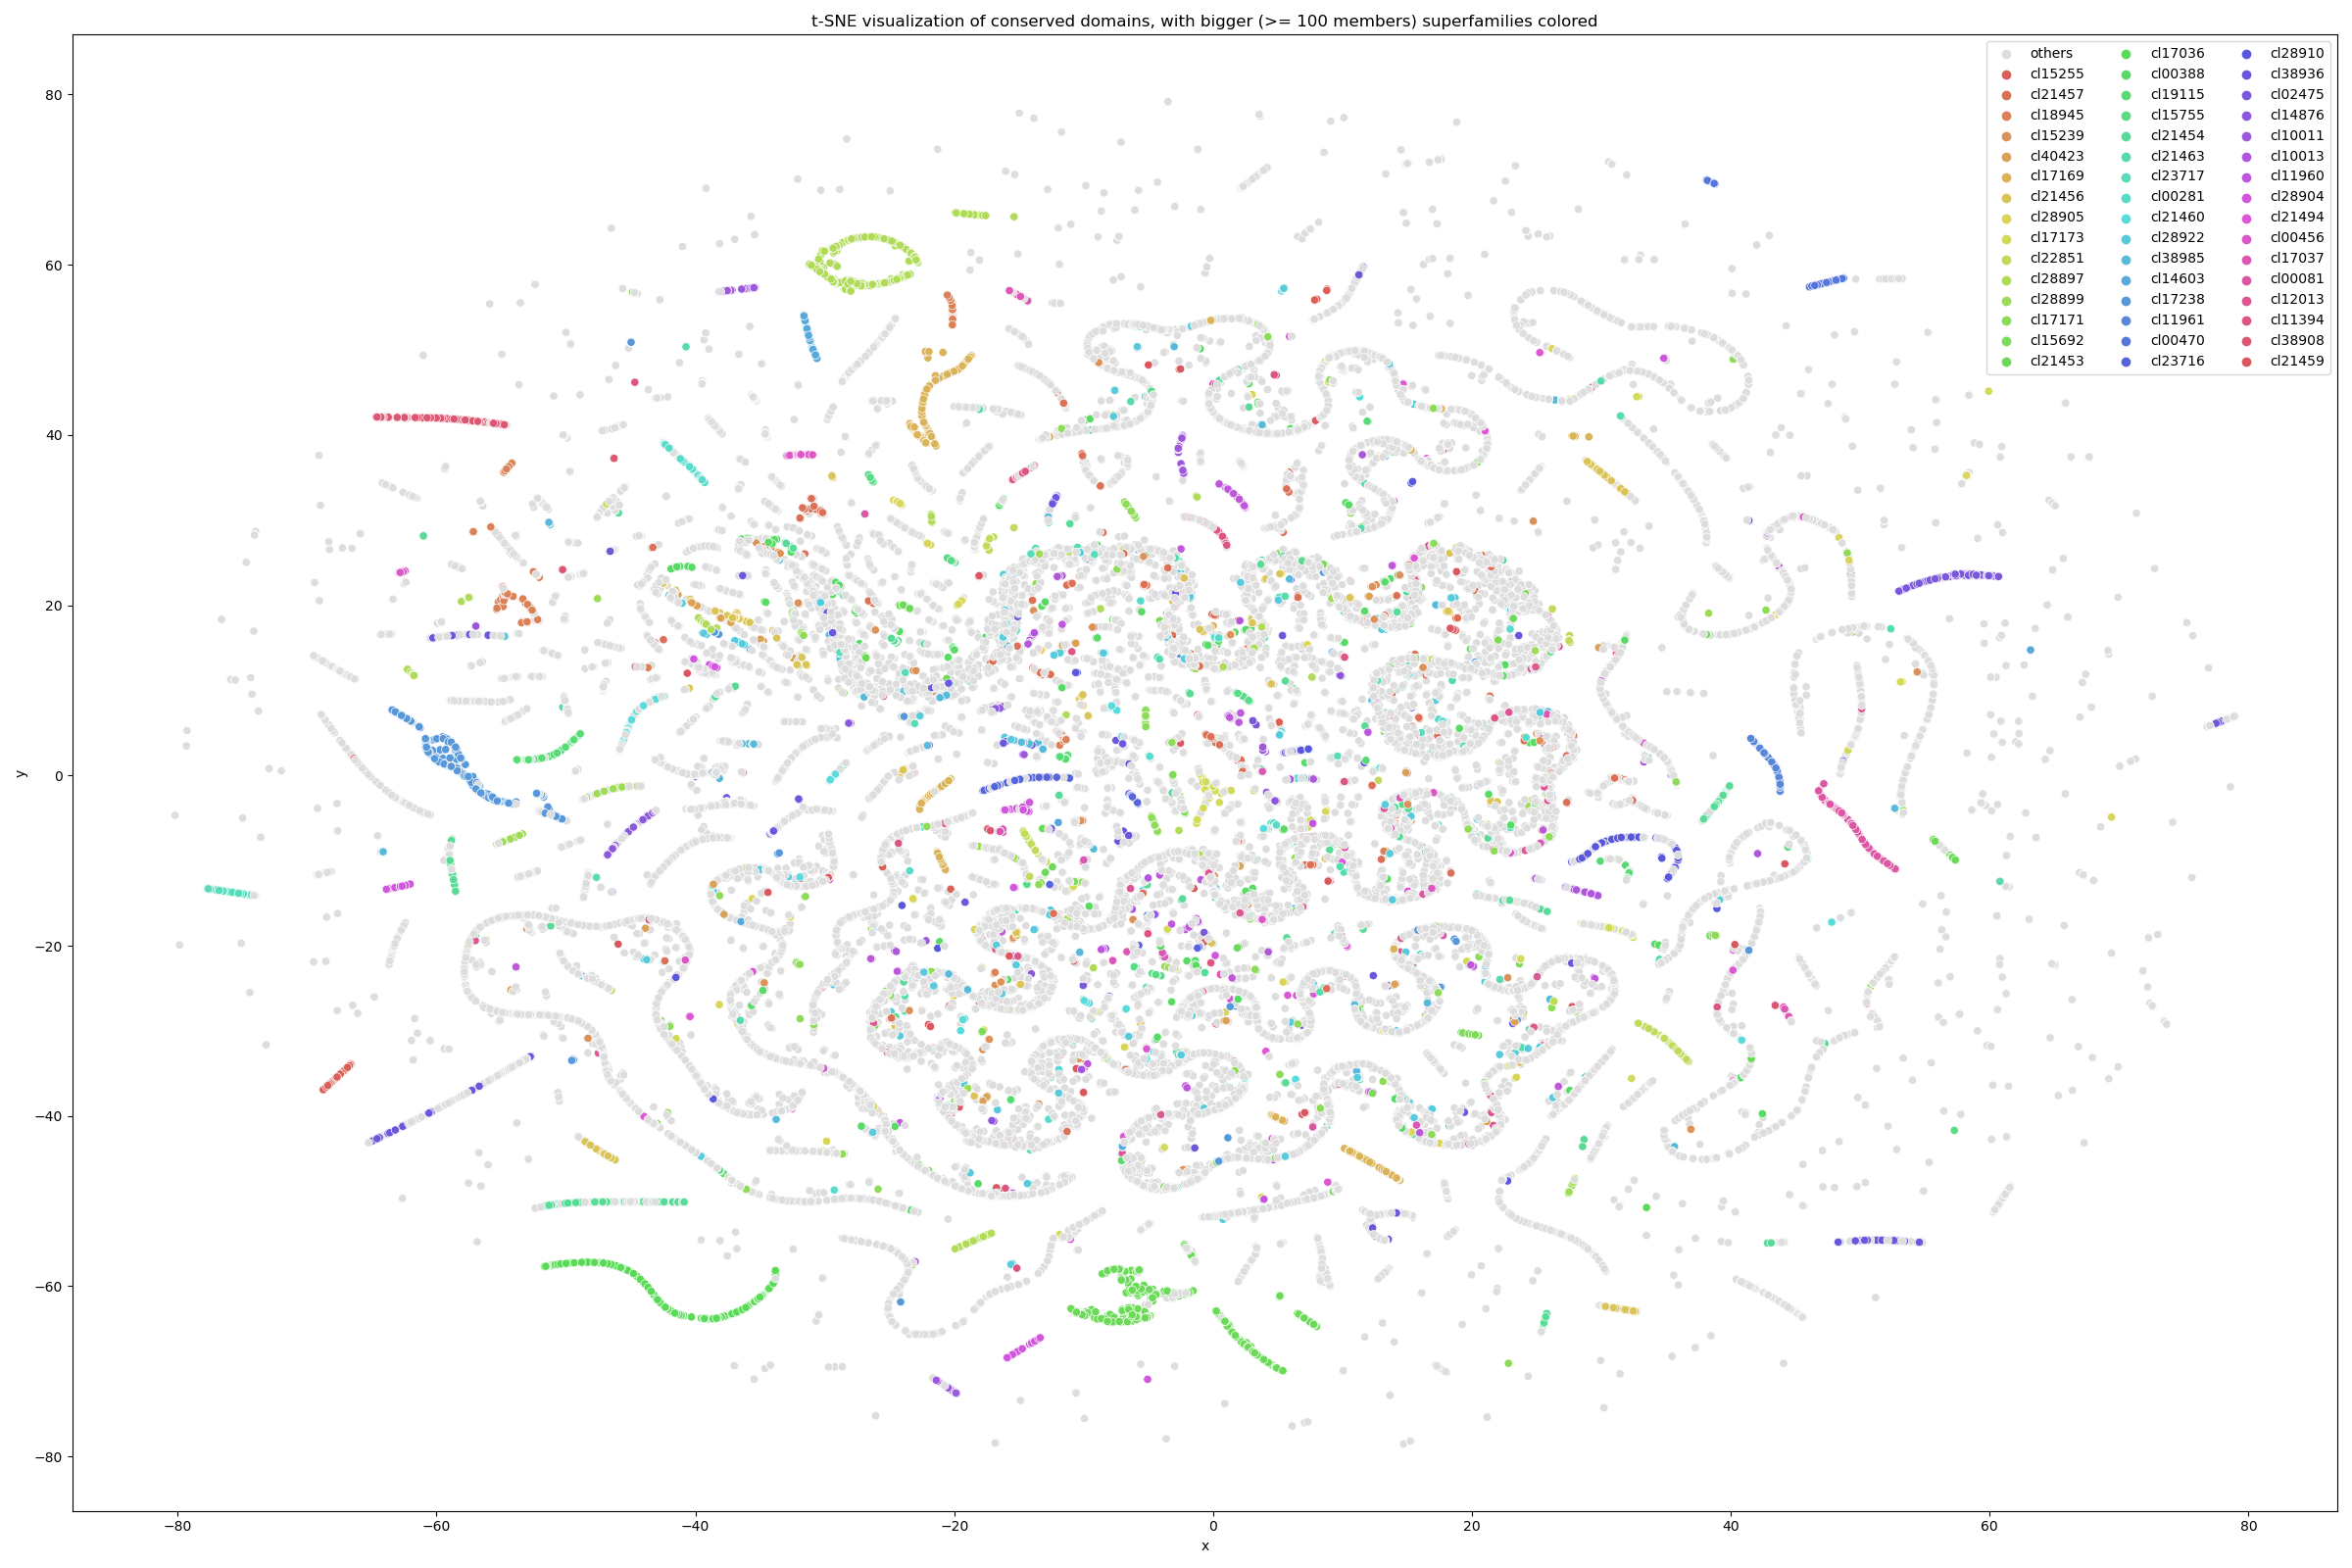 t-SNE visualization of conserved domains, with bigger (>= 100 members) superfamilies colored
others
cl15255
cl21457
cl18945
cl15239
cl40423
cl17169
cl21456
cl28905
cl17173
cl22851
cl28897
cl28899
cl17171
cl15692
cl21453
cl17036
cl00388
cl19115
cl15755
cl21454
cl21463
cl23717
cl00281
cl21460
cl28922
cl38985
cl14603
cl17238
cl11961
cl00470
cl23716
cl28910
cl38936
cl02475
cl14876
cl10011
cl10013
cl11960
cl28904
cl21494
cl00456
cl17037
cl00081
cl12013
cl11394
cl38908
cl21459
y
80
60
40
20
0
−20
−40
−60
−80
−80
−60
−40
−20
0
20
40
60
80
x